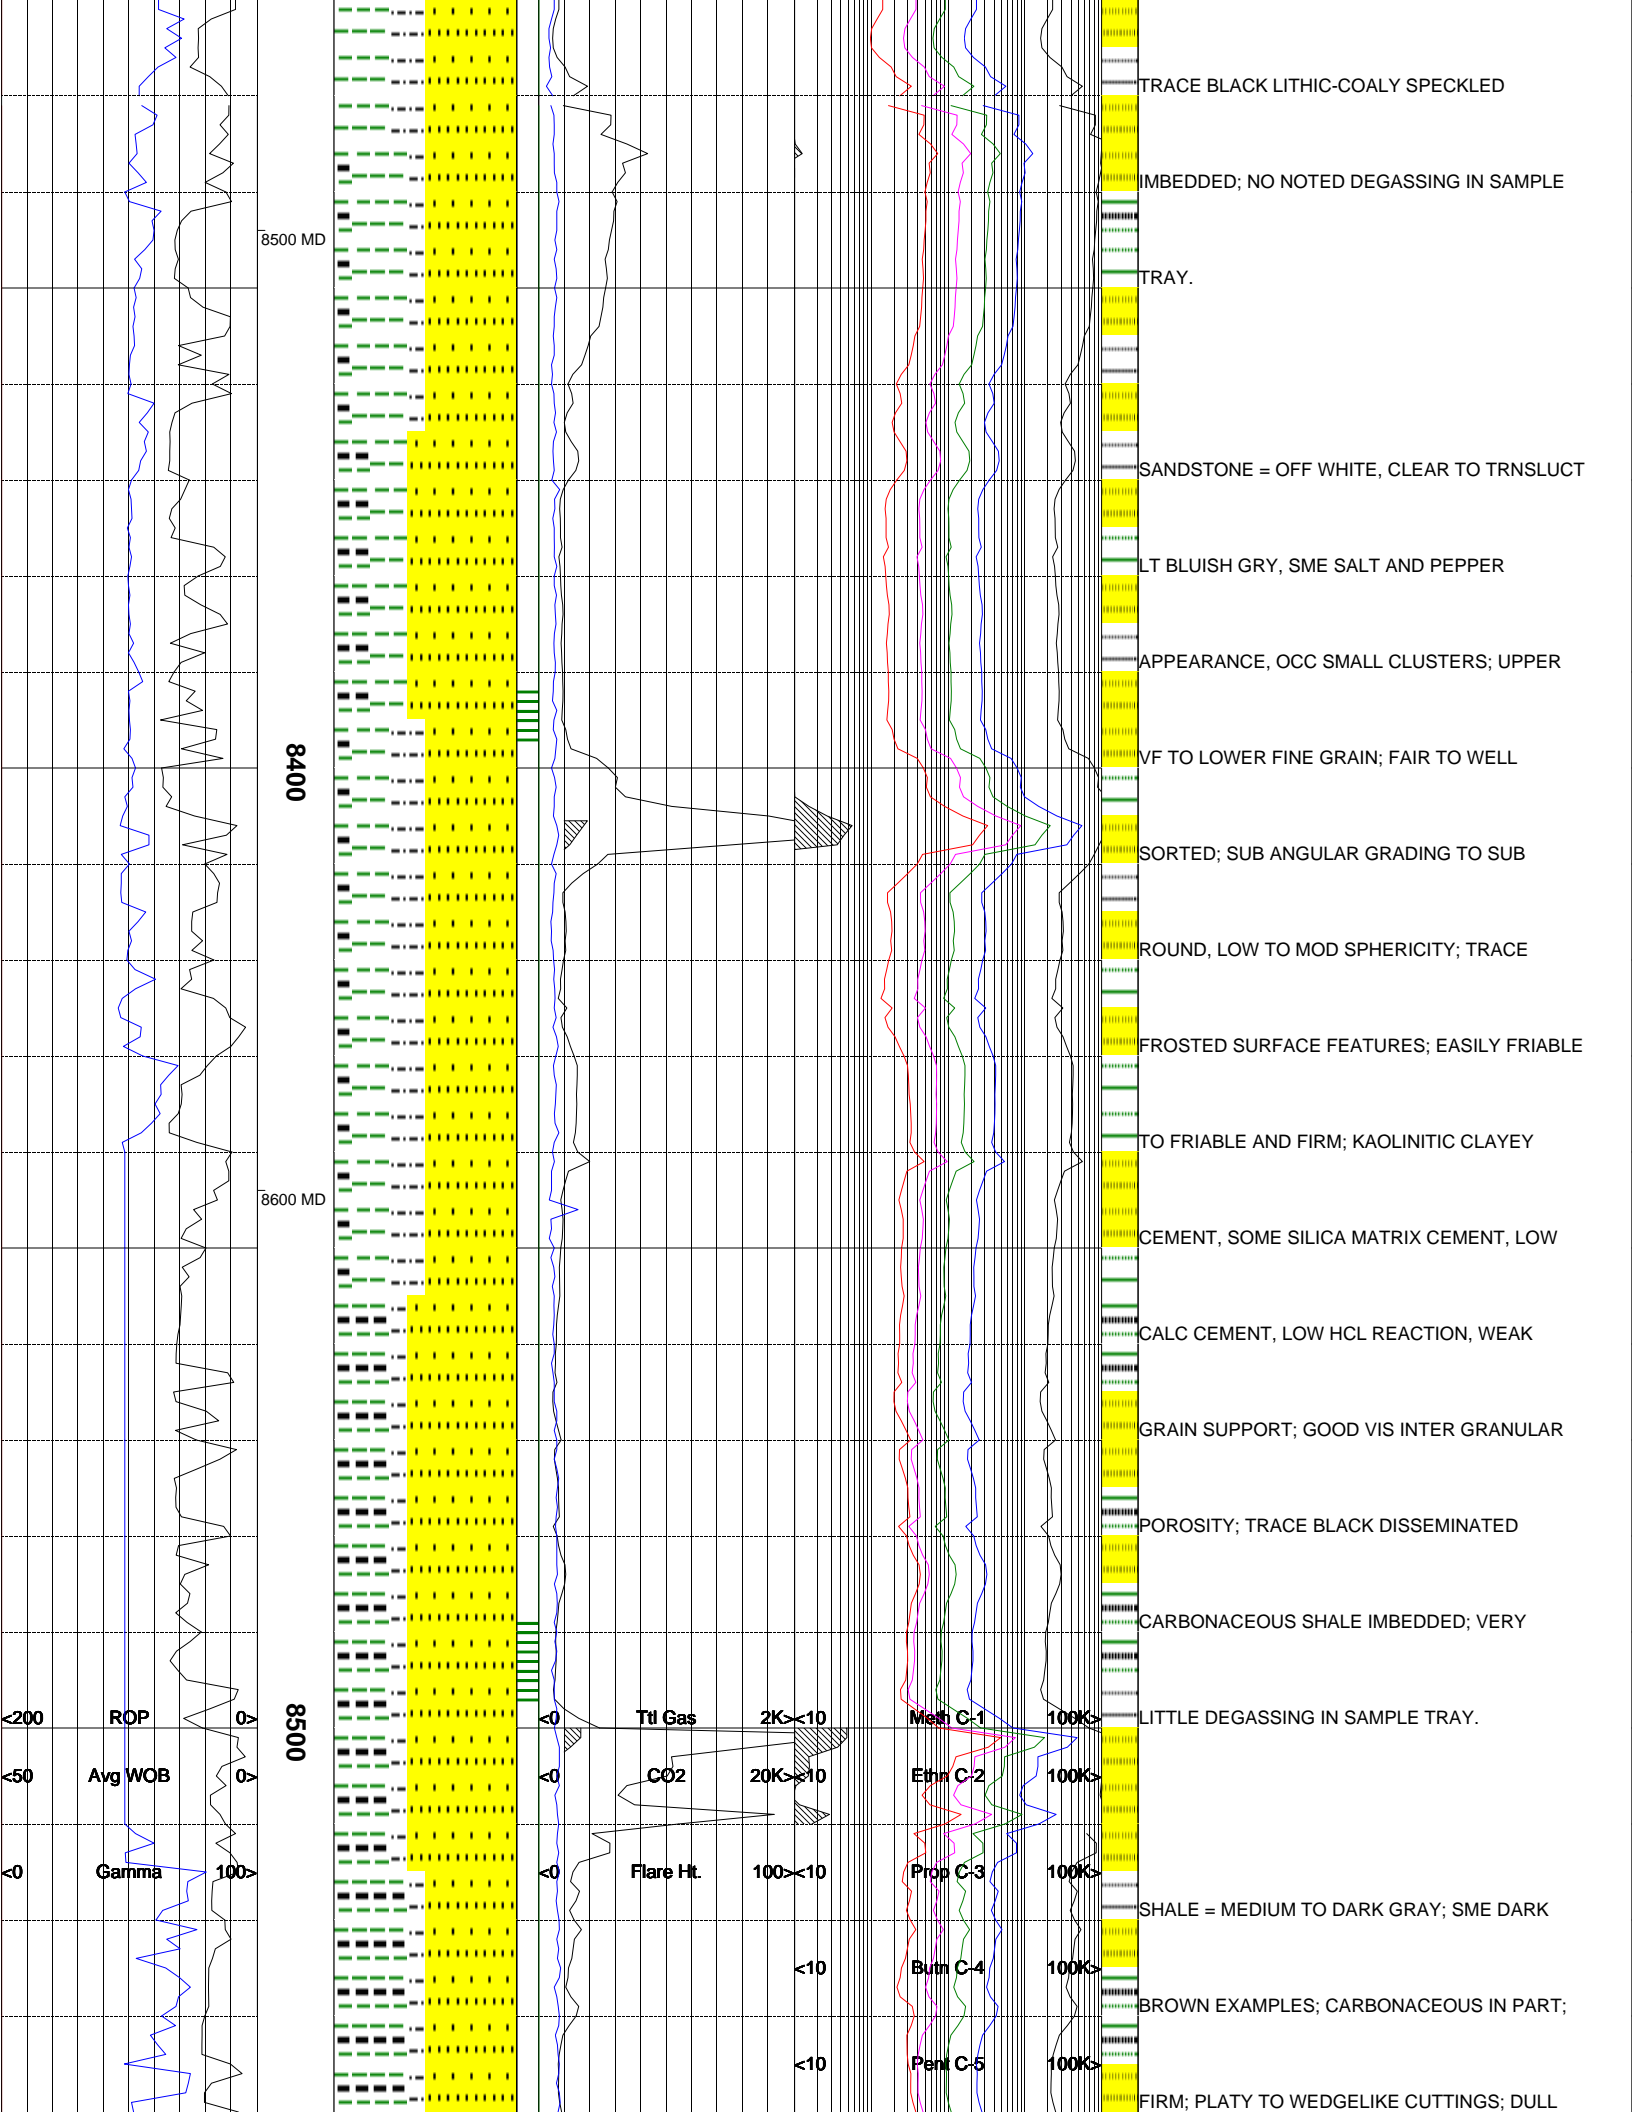 TRACE BLACK LITHIC-COALY SPECKLED
IMBEDDED; NO NOTED DEGASSING IN SAMPLE
8500 MD
TRAY.
SANDSTONE = OFF WHITE, CLEAR TO TRNSLUCT
LT BLUISH GRY, SME SALT AND PEPPER
APPEARANCE, OCC SMALL CLUSTERS; UPPER
VF TO LOWER FINE GRAIN; FAIR TO WELL
8400
SORTED; SUB ANGULAR GRADING TO SUB
ROUND, LOW TO MOD SPHERICITY; TRACE
FROSTED SURFACE FEATURES; EASILY FRIABLE
TO FRIABLE AND FIRM; KAOLINITIC CLAYEY
8600 MD
CEMENT, SOME SILICA MATRIX CEMENT, LOW
CALC CEMENT, LOW HCL REACTION, WEAK
GRAIN SUPPORT; GOOD VIS INTER GRANULAR
POROSITY; TRACE BLACK DISSEMINATED
CARBONACEOUS SHALE IMBEDDED; VERY
<200 ROP 0> <0 Ttl Gas 2K> <10 Meth C-1 100K> LITTLE DEGASSING IN SAMPLE TRAY.
8500
<50 Avg WOB 0> <0 CO2 20K> <10 Ethn C-2 100K>
<0 Gamma 100> <0 Flare Ht. 100> <10 Prop C-3 100K>
SHALE = MEDIUM TO DARK GRAY; SME DARK
<10 Butn C-4 100K>
BROWN EXAMPLES; CARBONACEOUS IN PART;
<10 Pent C-5 100K>
FIRM; PLATY TO WEDGELIKE CUTTINGS; DULL